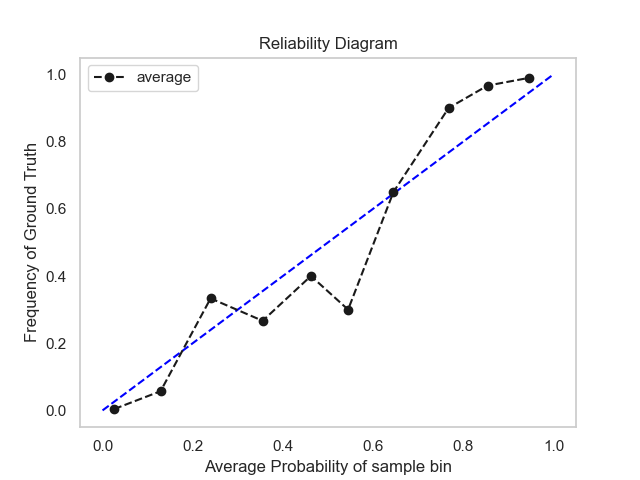 Reliability Diagram
average
1.0
0.8
0.6
0.4
0.2
0.0
Frequency of Ground Truth
0.0 0.2 0.4 0.6 0.8 1.0
Average Probability of sample bin